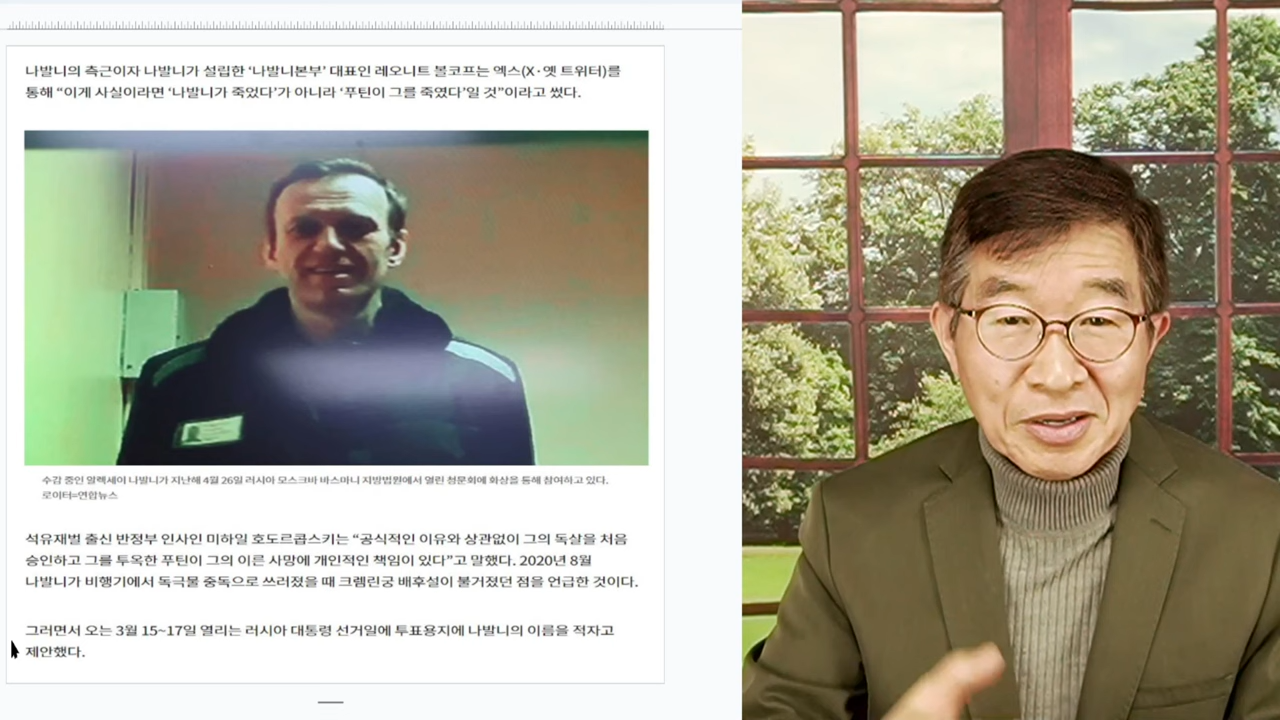 나발니의 측근이자 나발니가 설립한 ‘나발니본부’ 대표인 레오니트 볼코프는 엑스(X·옛 트위터)를
통해 “이게 사실이라면 ‘나발니가 죽었다’가 아니라 ‘푸틴이 그를 죽였다’일 것”이라고 썼다.
수감 중인 알렉세이 나발니가 지난해 4월 26일 러시아 모스크바 바스마니 지방법원에서 열린 청문회에 화상을 통해 참여하고 있다.
로이터=연합뉴스
석유재벌 출신 반정부 인사인 미하일 호도르콥스키는 “공식적인 이유와 상관없이 그의 독살을 처음
승인하고 그를 투옥한 푸틴이 그의 이른 사망에 개인적인 책임이 있다”고 말했다. 2020년 8월
나발니가 비행기에서 독극물 중독으로 쓰러졌을 때 크렘린궁 배후설이 불거졌던 점을 언급한 것이다.
그러면서 오는 3월 15~17일 열리는 러시아 대통령 선거일에 투표용지에 나발니의 이름을 적자고
제안했다.